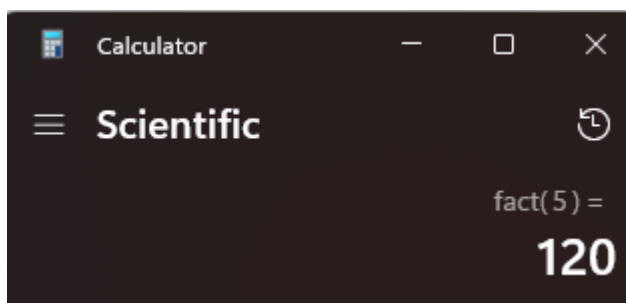 Calculator
Scientific
fact( 5 ) =
120